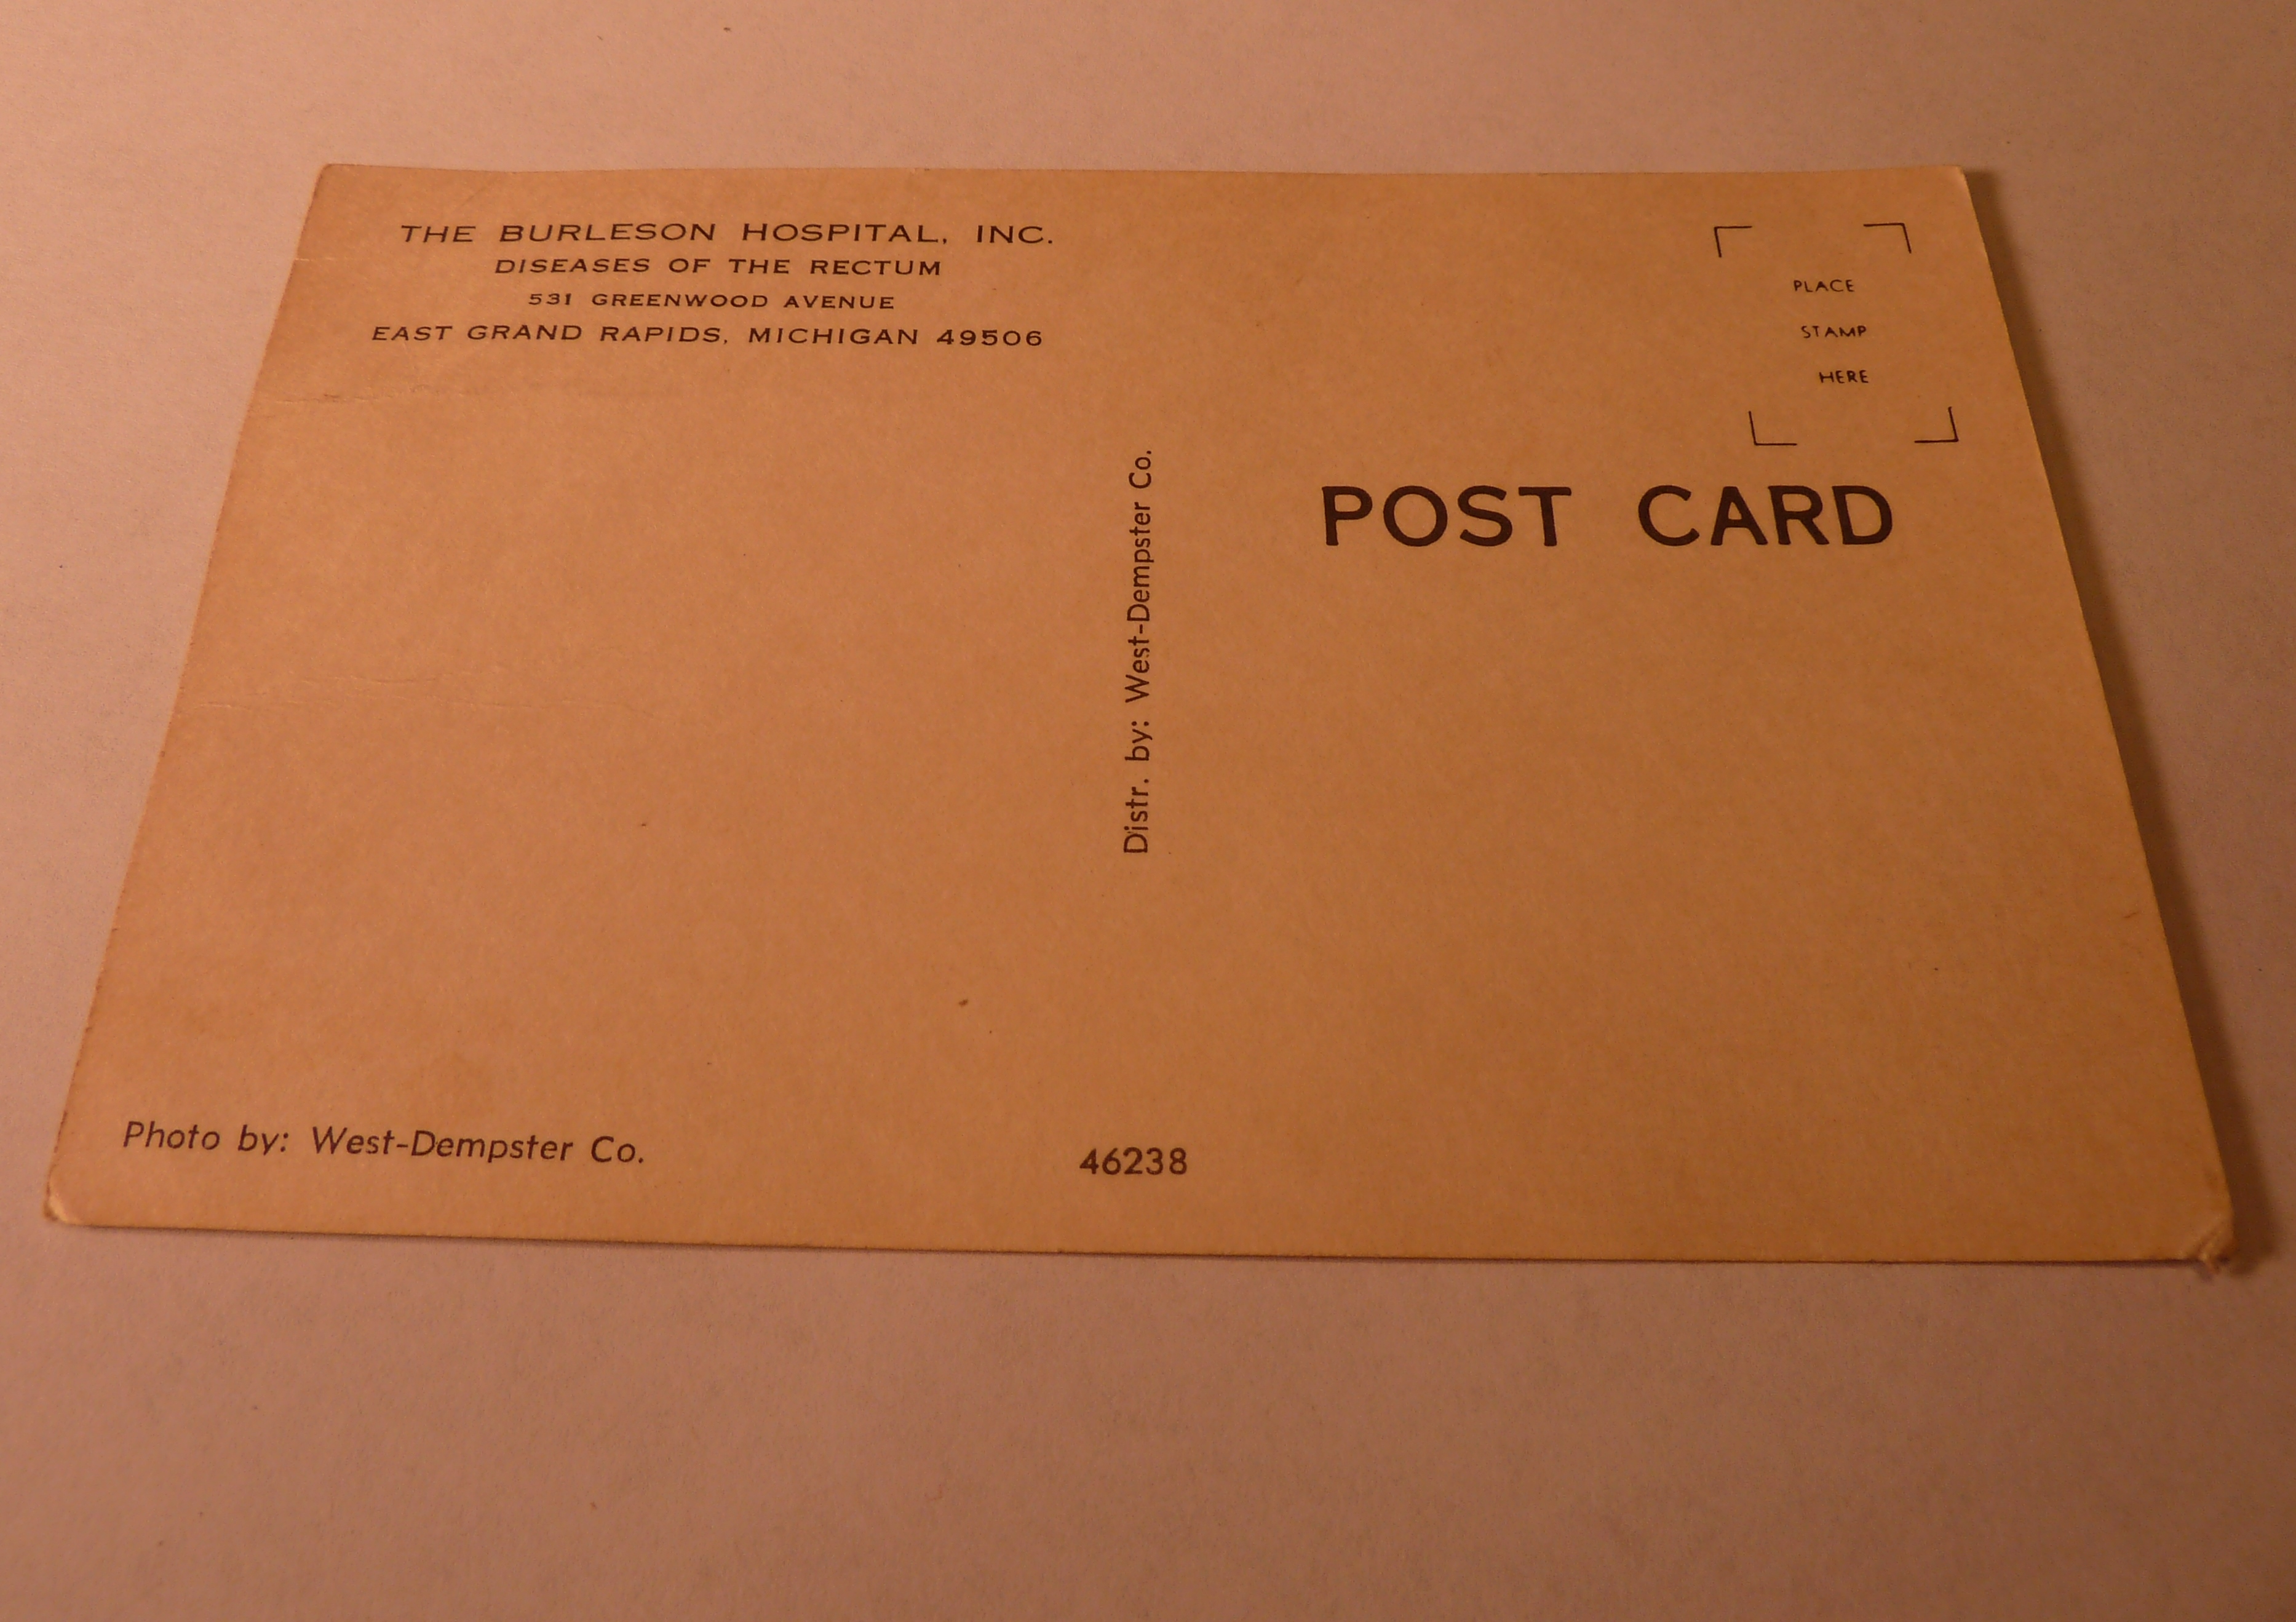 THE BURLESON HOSPITAL, INC.
DISEASES OF THE RECTUM
531 GREENWOOD AVENUE
EAST GRAND RAPIDS, MICHIGAN 49506
PLACE
STAMP
HERE
POST CARD
Distr. by: West-Dempster Co.
Photo by: West-Dempster Co.
46238